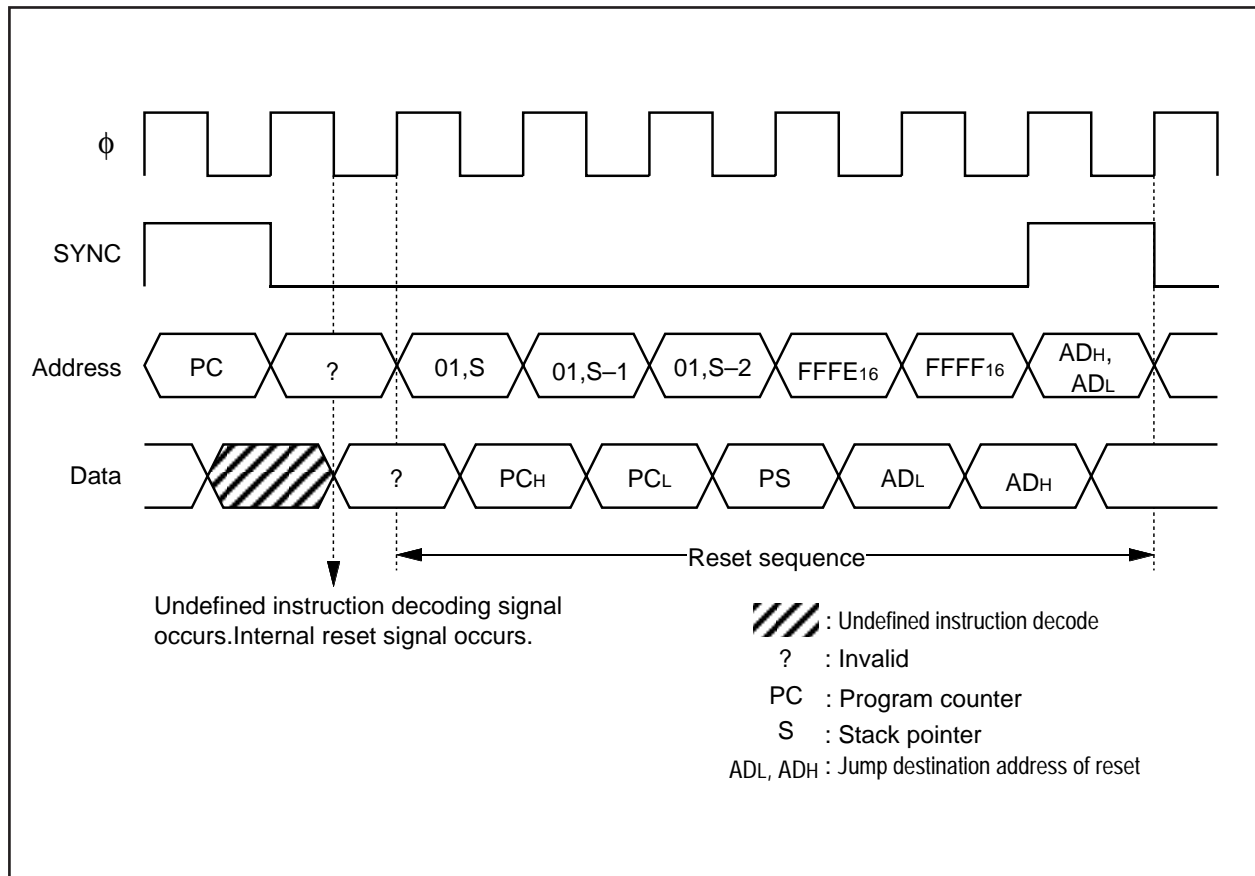 ϕ
SYNC
Address
PC
?
01,S
01,S–1
01,S–2
FFFE16
FFFF16
ADH,
ADL
Data
?
PCH
PCL
PS
ADL
ADH
Reset sequence
Undefined instruction decoding signal
occurs.Internal reset signal occurs.
: Undefined instruction decode
? : Invalid
PC : Program counter
S : Stack pointer
ADL, ADH : Jump destination address of reset